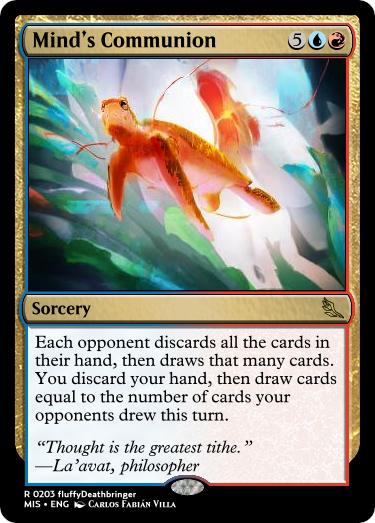 Mind's Communion 5
Sorcery
Each opponent discards all the cards in
their hand, then draws that many cards.
You discard your hand, then draw cards
equal to the number of cards your
opponents drew this turn.
“Thought is the greatest tithe.”
—La'avat, philosopher
R 0203 fluffyDeathbringer
MIS • ENG Carlos Fabián Villa